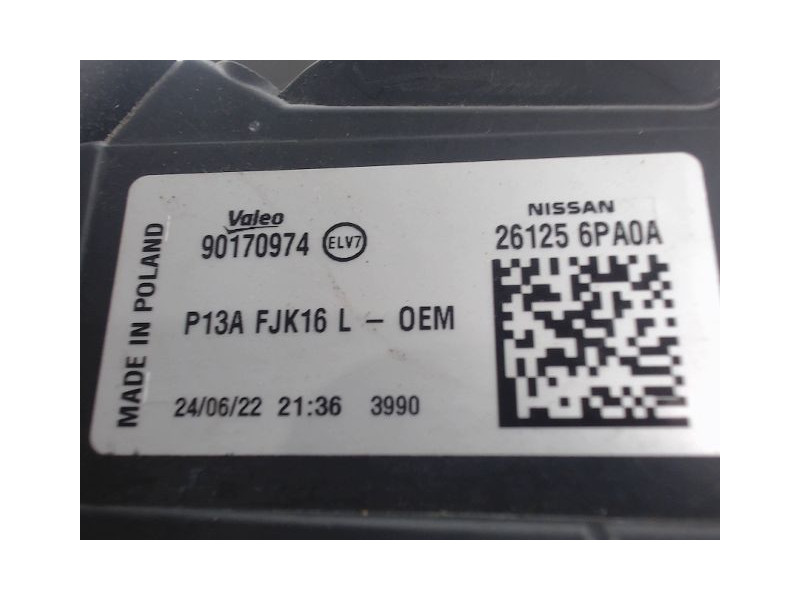 MADE IN POLAND
Valeo
90170974 ELV7
NISSAN
26125 6PA0A
P13A FJK16 L - OEM
24/06/22 21:36 3990